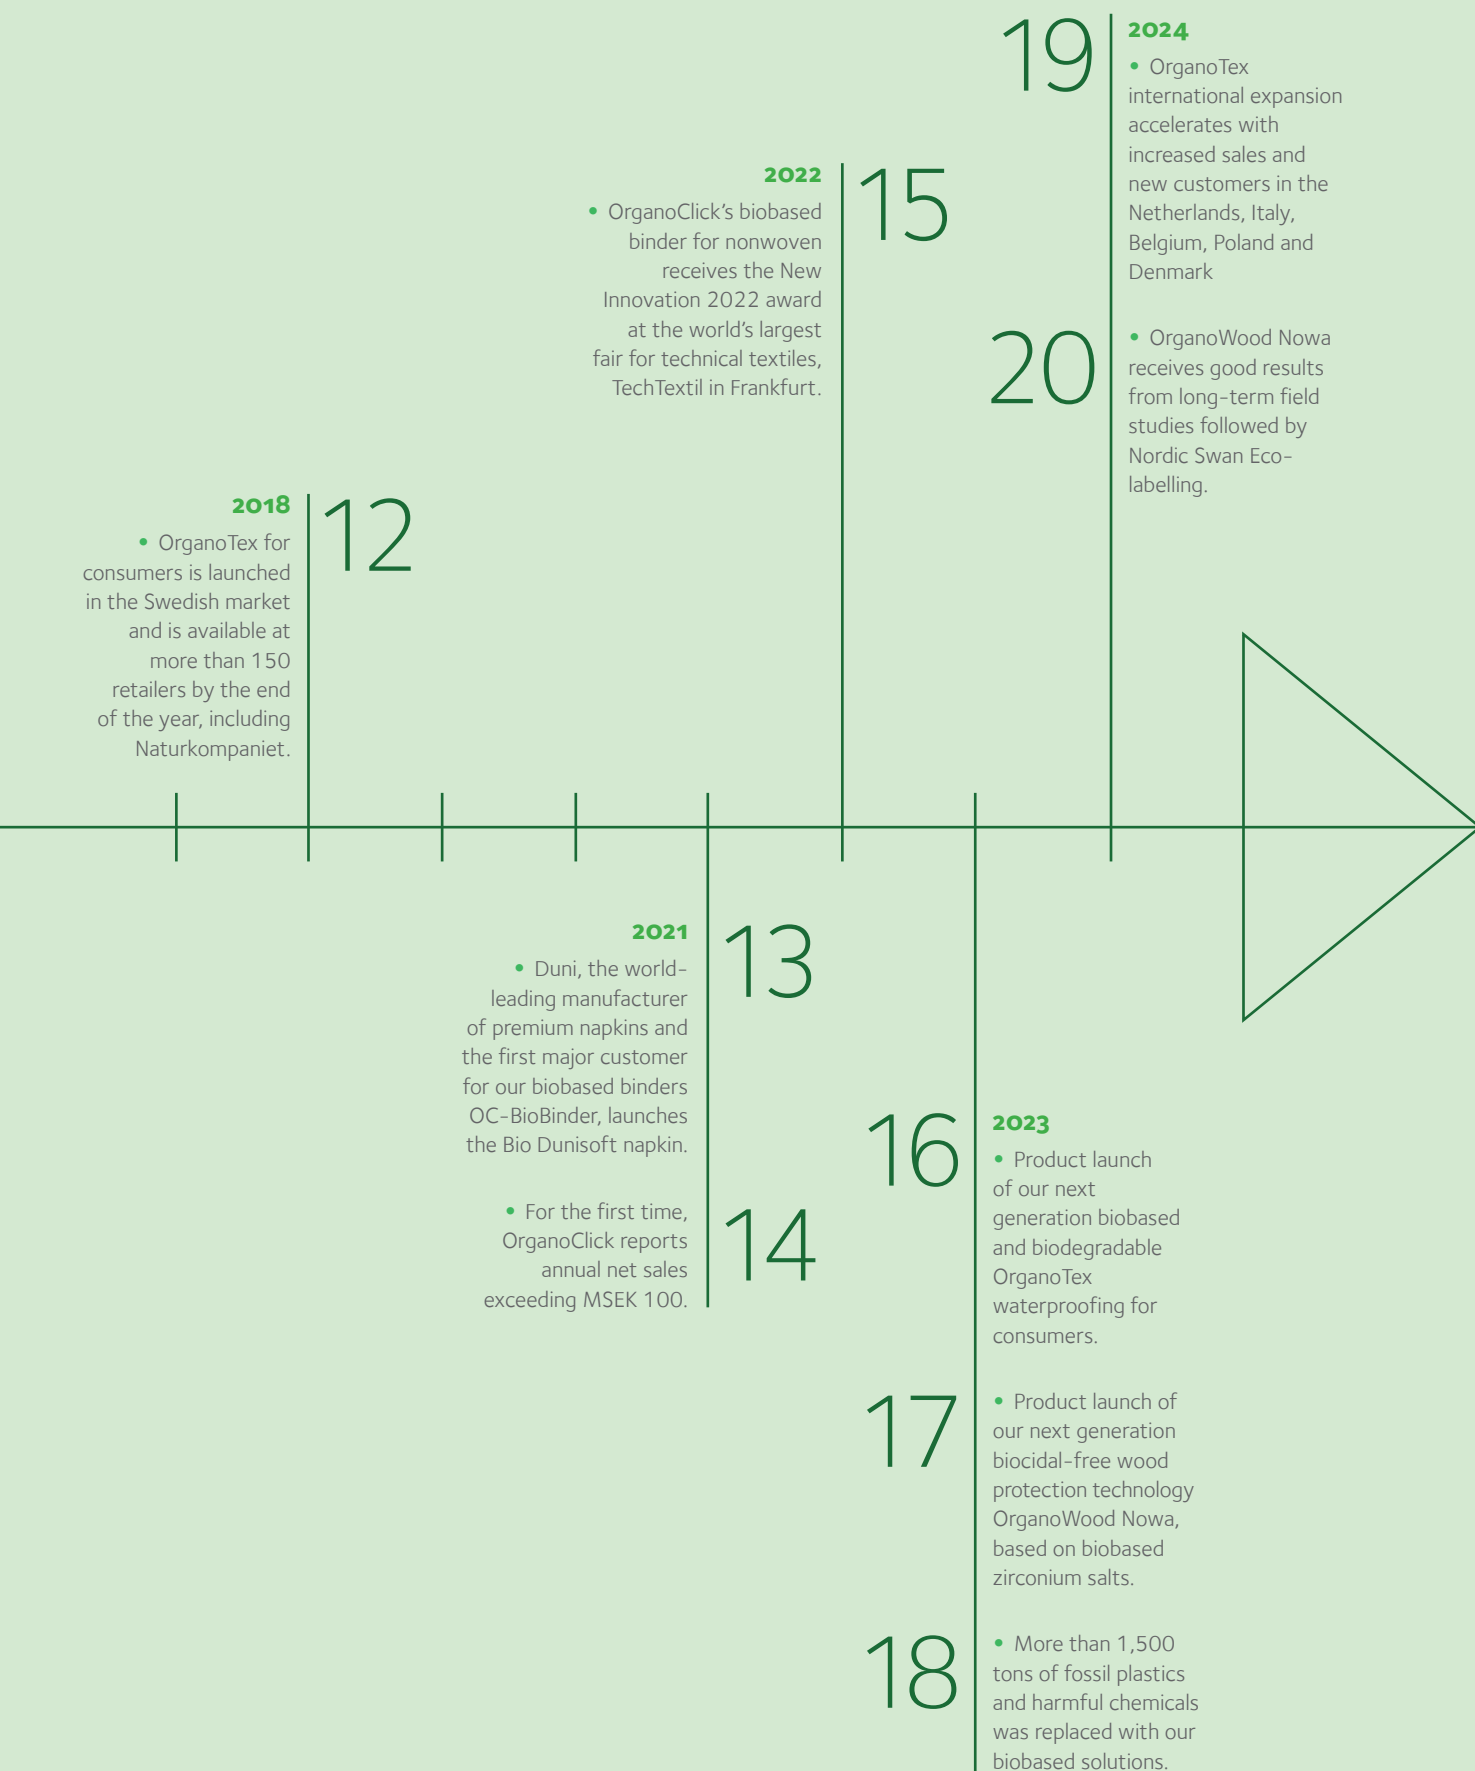 2018
12
• OrganoTex for
consumers is launched
in the Swedish market
and is available at
more than 150
retailers by the end
of the year, including
Naturkompaniet.
2021
13
• Duni, the world-
leading manufacturer
of premium napkins and
the first major customer
for our biobased binders
OC-BioBinder, launches
the Bio Dunisoft napkin.
14
• For the first time,
OrganoClick reports
annual net sales
exceeding MSEK 100.
2022
15
• OrganoClick’s biobased
binder for nonwoven
receives the New
Innovation 2022 award
at the world’s largest
fair for technical textiles,
TechTextil in Frankfurt.
16
2023
• Product launch
of our next
generation biobased
and biodegradable
OrganoTex
waterproofing for
consumers.
17
• Product launch of
our next generation
biocidal-free wood
protection technology
OrganoWood Nowa,
based on biobased
zirconium salts.
18
• More than 1,500
tons of fossil plastics
and harmful chemicals
was replaced with our
biobased solutions.
19
2024
• OrganoTex
international expansion
accelerates with
increased sales and
new customers in the
Netherlands, Italy,
Belgium, Poland and
Denmark
20
• OrganoWood Nowa
receives good results
from long-term field
studies followed by
Nordic Swan Eco-
labelling.